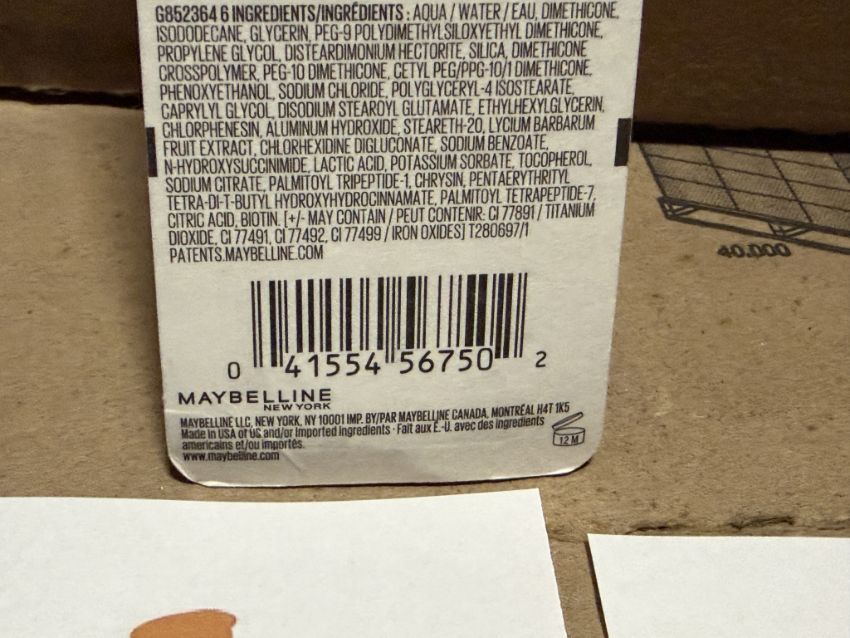 G852364 6 INGREDIENTS/INGRÉDIENTS : AQUA / WATER / EAU, DIMETHICONE,
ISODODECANE, GLYCERIN, PEG-9 POLYDIMETHYLSILOXYETHYL DIMETHICONE,
PROPYLENE GLYCOL, DISTEARDIMONIUM HECTORITE, SILICA, DIMETHICONE
CROSSPOLYMER, PEG-10 DIMETHICONE, CETYL PEG/PPG-10/1 DIMETHICONE,
PHENOXYETHANOL, SODIUM CHLORIDE, POLYGLYCERYL-4 ISOSTEARATE,
CAPRYLYL GLYCOL, DISODIUM STEAROYL GLUTAMATE, ETHYLHEXYLGLYCERIN,
CHLORPHENESIN, ALUMINUM HYDROXIDE, STEARETH-20, LYCIUM BARBARUM
FRUIT EXTRACT, CHLORHEXIDINE DIGLUCONATE, SODIUM BENZOATE,
N-HYDROXYSUCCINIMIDE, LACTIC ACID, POTASSIUM SORBATE, TOCOPHEROL,
SODIUM CITRATE, PALMITOYL TRIPEPTIDE-1, CHRYSIN, PENTAERYTHRITYL
TETRA-DI-T-BUTYL HYDROXYHYDROCINNAMATE, PALMITOYL TETRAPEPTIDE-7,
CITRIC ACID, BIOTIN. [+/- MAY CONTAIN / PEUT CONTENIR: CI 77891 / TITANIUM
DIOXIDE, CI 77491, CI 77492, CI 77499 / IRON OXIDES] T280697/1
PATENTS.MAYBELLINE.COM
0 41554 56750 2
MAYBELLINE
NEW YORK
MAYBELLINE LLC, NEW YORK, NY 10001 IMP. BY/PAR MAYBELLINE CANADA, MONTRÉAL H4T 1K5
Made in USA of US and/or Imported Ingredients · Fait aux É.-U. avec des ingredients
américains et/ou importés.
www.maybelline.com
12 M
40.000